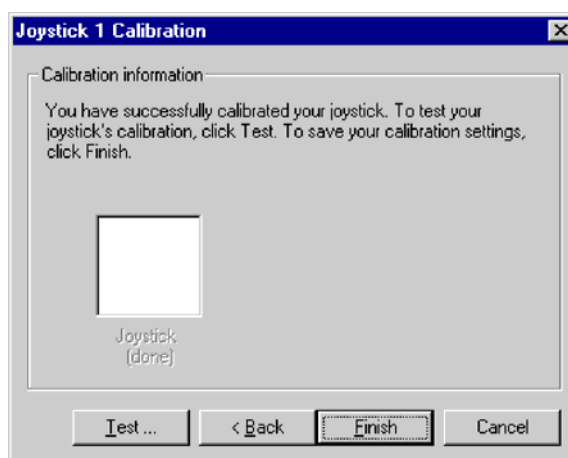 Joystick 1 Calibration
Calibration information
You have successfully calibrated your joystick. To test your
joystick's calibration, click Test. To save your calibration settings,
click Finish.
Joystick
(done)
Test ...
< Back
Finish
Cancel